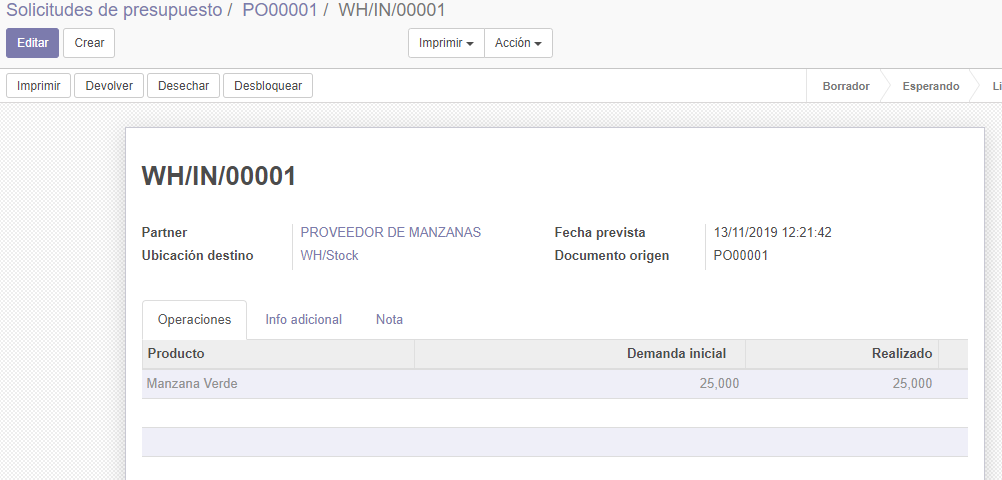 Solicitudes de presupuesto / PO00001 / WH/IN/00001
Editar Crear Imprimir Acción
Imprimir Devolver Desechar Desbloquear Borrador Esperando
WH/IN/00001
Partner PROVEEDOR DE MANZANAS Fecha prevista 13/11/2019 12:21:42
Ubicación destino WH/Stock Documento origen PO00001
Operaciones Info adicional Nota
Producto Demanda inicial Realizado
Manzana Verde 25,000 25,000